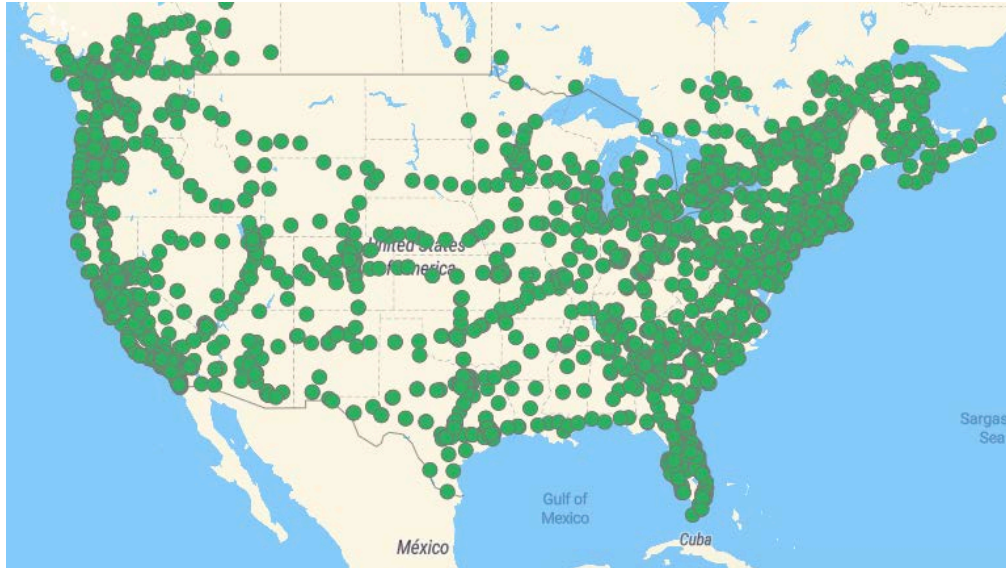 United States
of America
Sargas
Sea
Gulf of
Mexico
México
Cuba